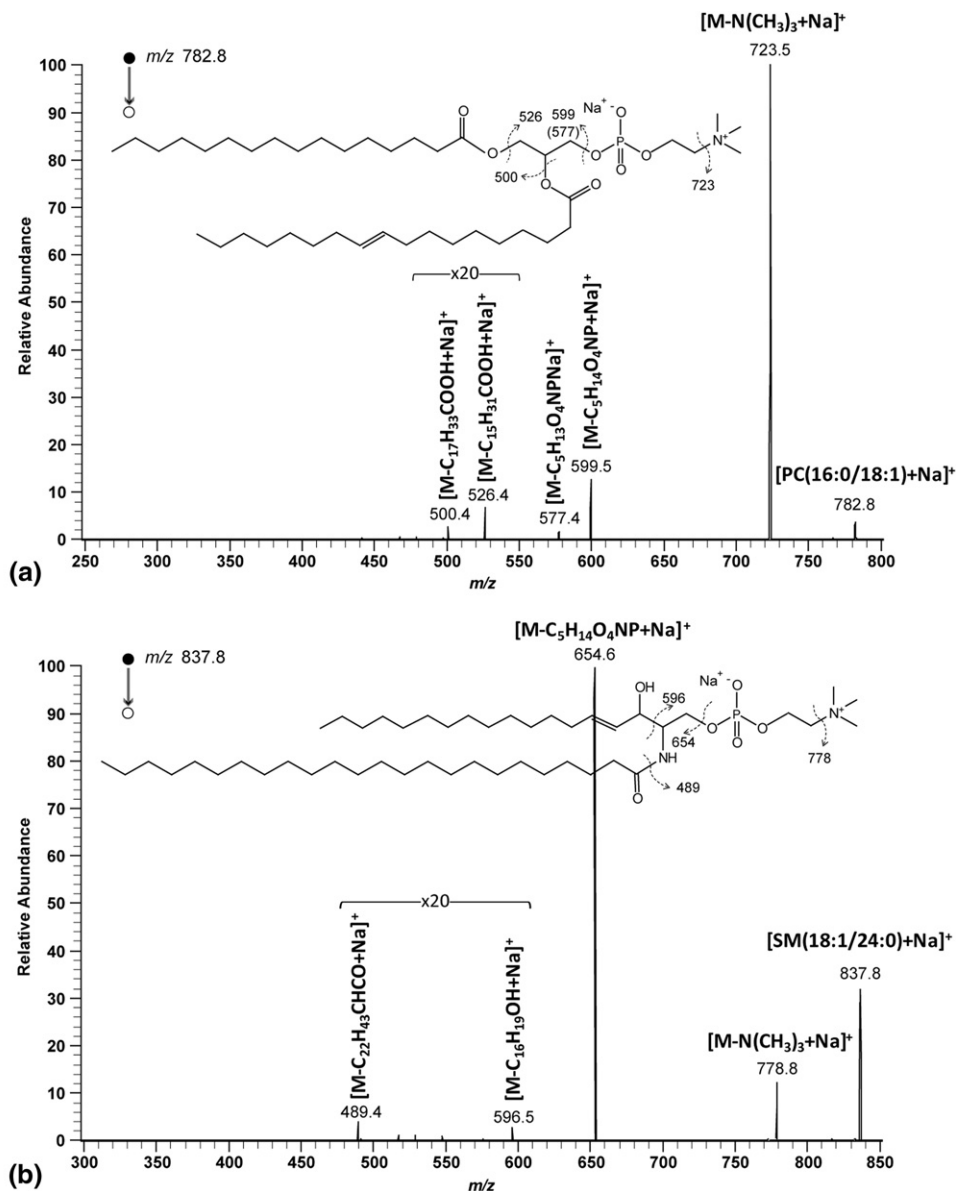 [M-N(CH₃)₃+Na]⁺
723.5
m/z 782.8
100
90
80
70
60
50
40
30
20
10
0
Relative Abundance
O
O
526
599
(577)
Na⁺
⁻O
O
P
O
O
N⁺
500
723
O
O
x20
[M-C₁₇H₃₃COOH+Na]⁺
500.4
[M-C₁₅H₃₁COOH+Na]⁺
526.4
[M-C₅H₁₃O₄NPNa]⁺
577.4
[M-C₅H₁₄O₄NP+Na]⁺
599.5
[PC(16:0/18:1)+Na]⁺
782.8
250 300 350 400 450 500 550 600 650 700 750 800
m/z
(a)
[M-C₅H₁₄O₄NP+Na]⁺
654.6
m/z 837.8
100
90
80
70
60
50
40
30
20
10
0
Relative Abundance
OH
596
Na⁺
⁻O
O
P
O
O
N⁺
654
778
NH
O
489
x20
[M-C₂₂H₄₃CHCO+Na]⁺
489.4
[M-C₁₆H₁₉OH+Na]⁺
596.5
[M-N(CH₃)₃+Na]⁺
778.8
[SM(18:1/24:0)+Na]⁺
837.8
300 350 400 450 500 550 600 650 700 750 800 850
m/z
(b)